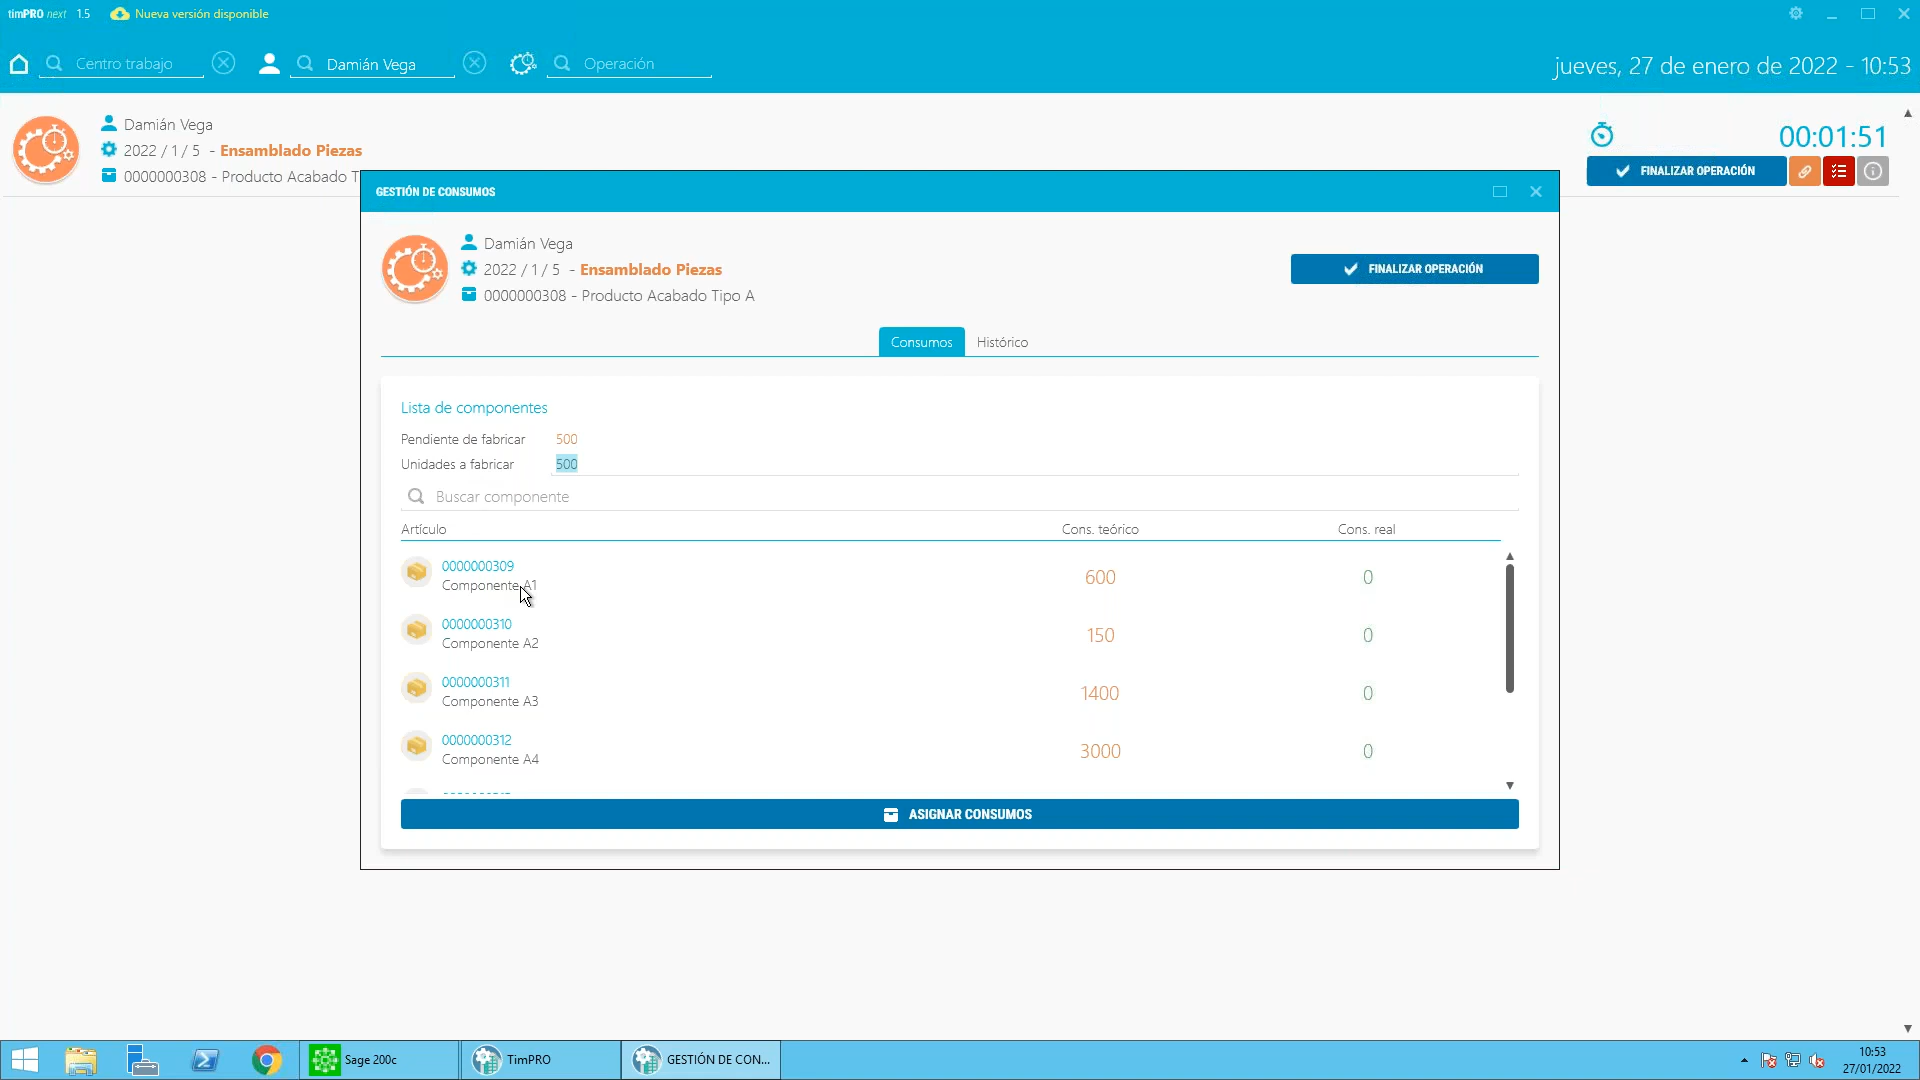 timPRO next 1.5 Nueva versión disponible
Centro trabajo Damián Vega Operación jueves, 27 de enero de 2022 - 10:53
Damián Vega
2022 / 1 / 5 - Ensamblado Piezas
0000000308 - Producto Acabado T
00:01:51
FINALIZAR OPERACIÓN
GESTIÓN DE CONSUMOS
Damián Vega
2022 / 1 / 5 - Ensamblado Piezas
0000000308 - Producto Acabado Tipo A
FINALIZAR OPERACIÓN
Consumos Histórico
Lista de componentes
Pendiente de fabricar 500
Unidades a fabricar 500
Buscar componente
Artículo Cons. teórico Cons. real
0000000309
Componente A1 600 0
0000000310
Componente A2 150 0
0000000311
Componente A3 1400 0
0000000312
Componente A4 3000 0
ASIGNAR CONSUMOS
Sage 200c TimPRO GESTIÓN DE CON...
10:53
27/01/2022